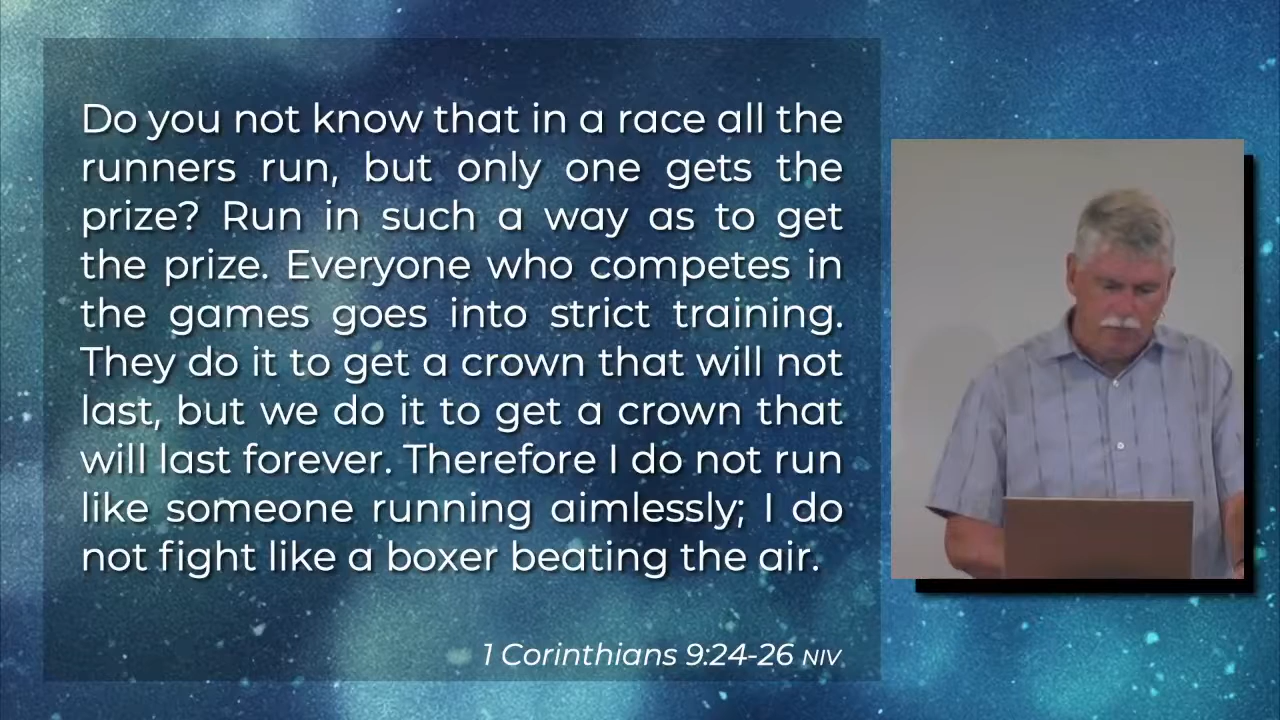 Do you not know that in a race all the
runners run, but only one gets the
prize? Run in such a way as to get
the prize. Everyone who competes in
the games goes into strict training.
They do it to get a crown that will not
last, but we do it to get a crown that
will last forever. Therefore I do not run
like someone running aimlessly; I do
not fight like a boxer beating the air.
1 Corinthians 9:24-26 NIV